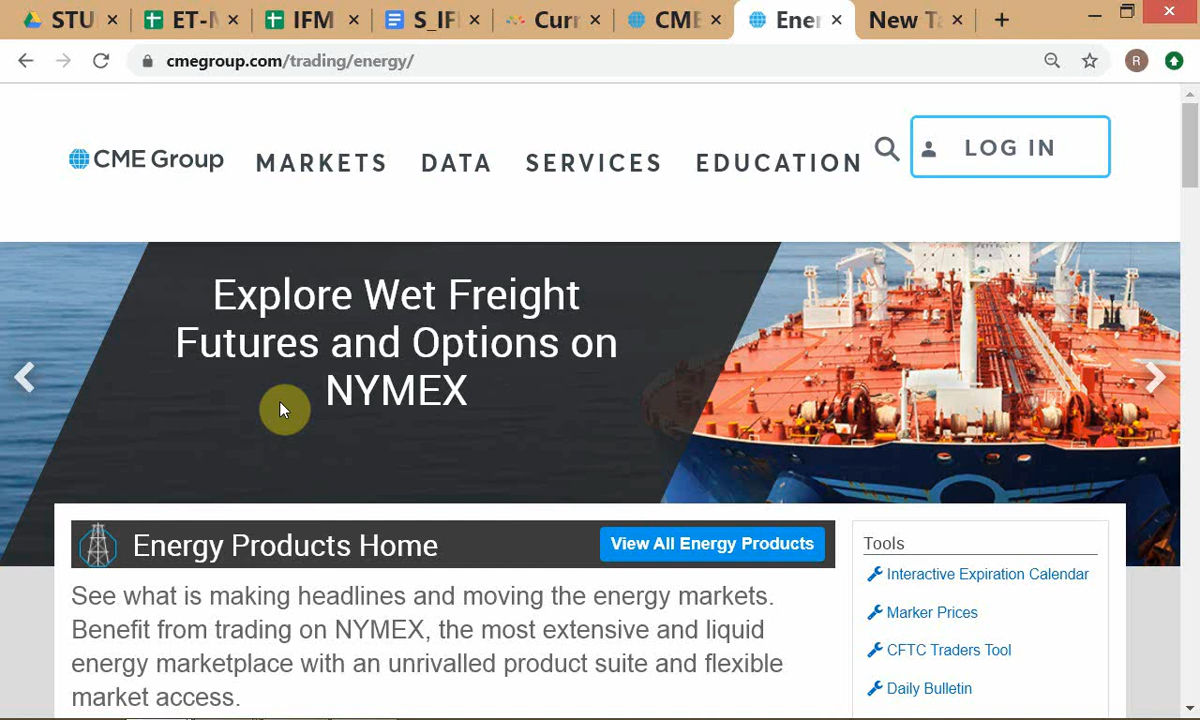 STU
ET-M
IFM
S_IF
Curr
CME
Ener
New T
cmegroup.com/trading/energy/
R
CME Group
MARKETS
DATA
SERVICES
EDUCATION
LOG IN
Explore Wet Freight
Futures and Options on
NYMEX
Energy Products Home
View All Energy Products
See what is making headlines and moving the energy markets.
Benefit from trading on NYMEX, the most extensive and liquid
energy marketplace with an unrivalled product suite and flexible
market access.
Tools
Interactive Expiration Calendar
Marker Prices
CFTC Traders Tool
Daily Bulletin